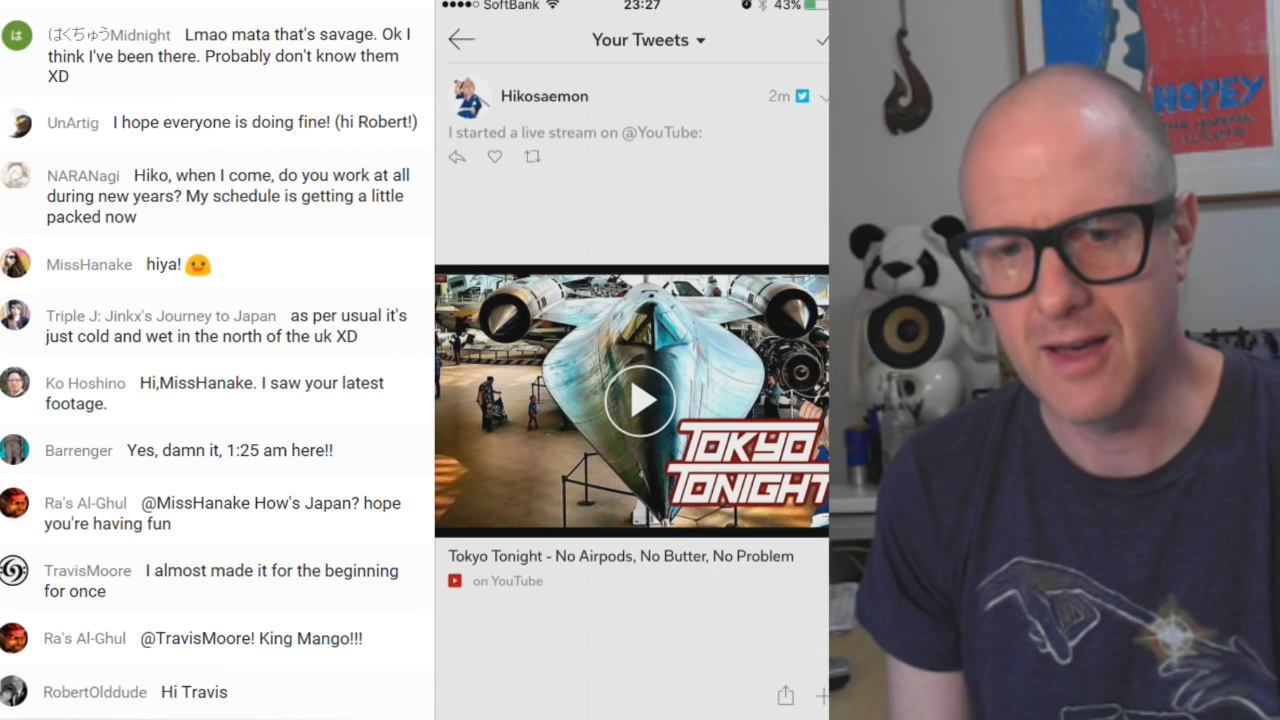 は
はくちゅうMidnight Lmao mata that's savage. Ok I
think I've been there. Probably don't know them
XD
UnArtig I hope everyone is doing fine! (hi Robert!)
NARANagi Hiko, when I come, do you work at all
during new years? My schedule is getting a little
packed now
MissHanake hiya!
Triple J: Jinkx's Journey to Japan as per usual it's
just cold and wet in the north of the uk XD
Ko Hoshino Hi,MissHanake. I saw your latest
footage.
Barrenger Yes, damn it, 1:25 am here!!
Ra's Al-Ghul @MissHanake How's Japan? hope
you're having fun
TravisMoore I almost made it for the beginning
for once
Ra's Al-Ghul @TravisMoore! King Mango!!!
RobertOlddude Hi Travis
SoftBank 23:27 43%
Your Tweets
Hikosaemon 2m
I started a live stream on @YouTube:
TOKYO
TONIGHT
Tokyo Tonight - No Airpods, No Butter, No Problem
on YouTube
HOPEY